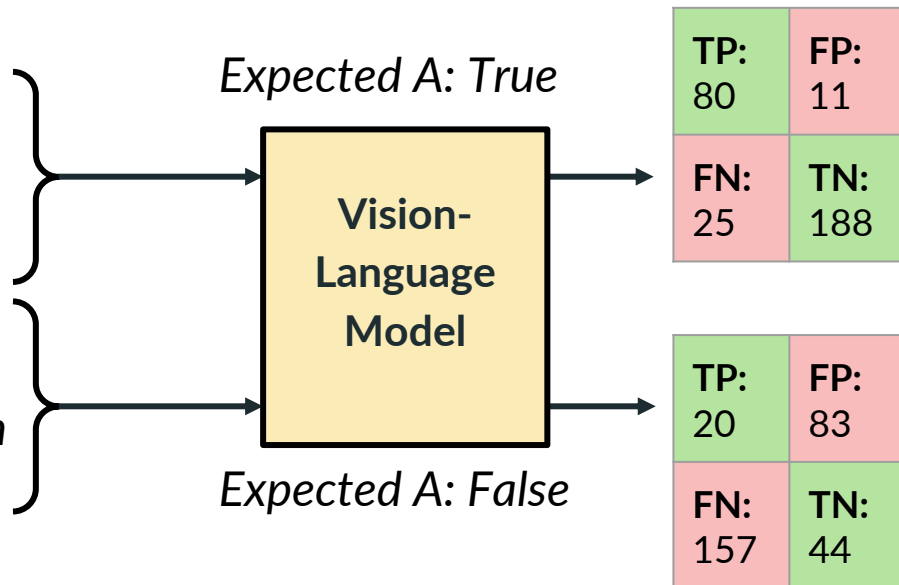 Expected A: True
Vision-
Language
Model
Expected A: False
TP: FP:
80 11
FN: TN:
25 188
TP: FP:
20 83
FN: TN:
157 44